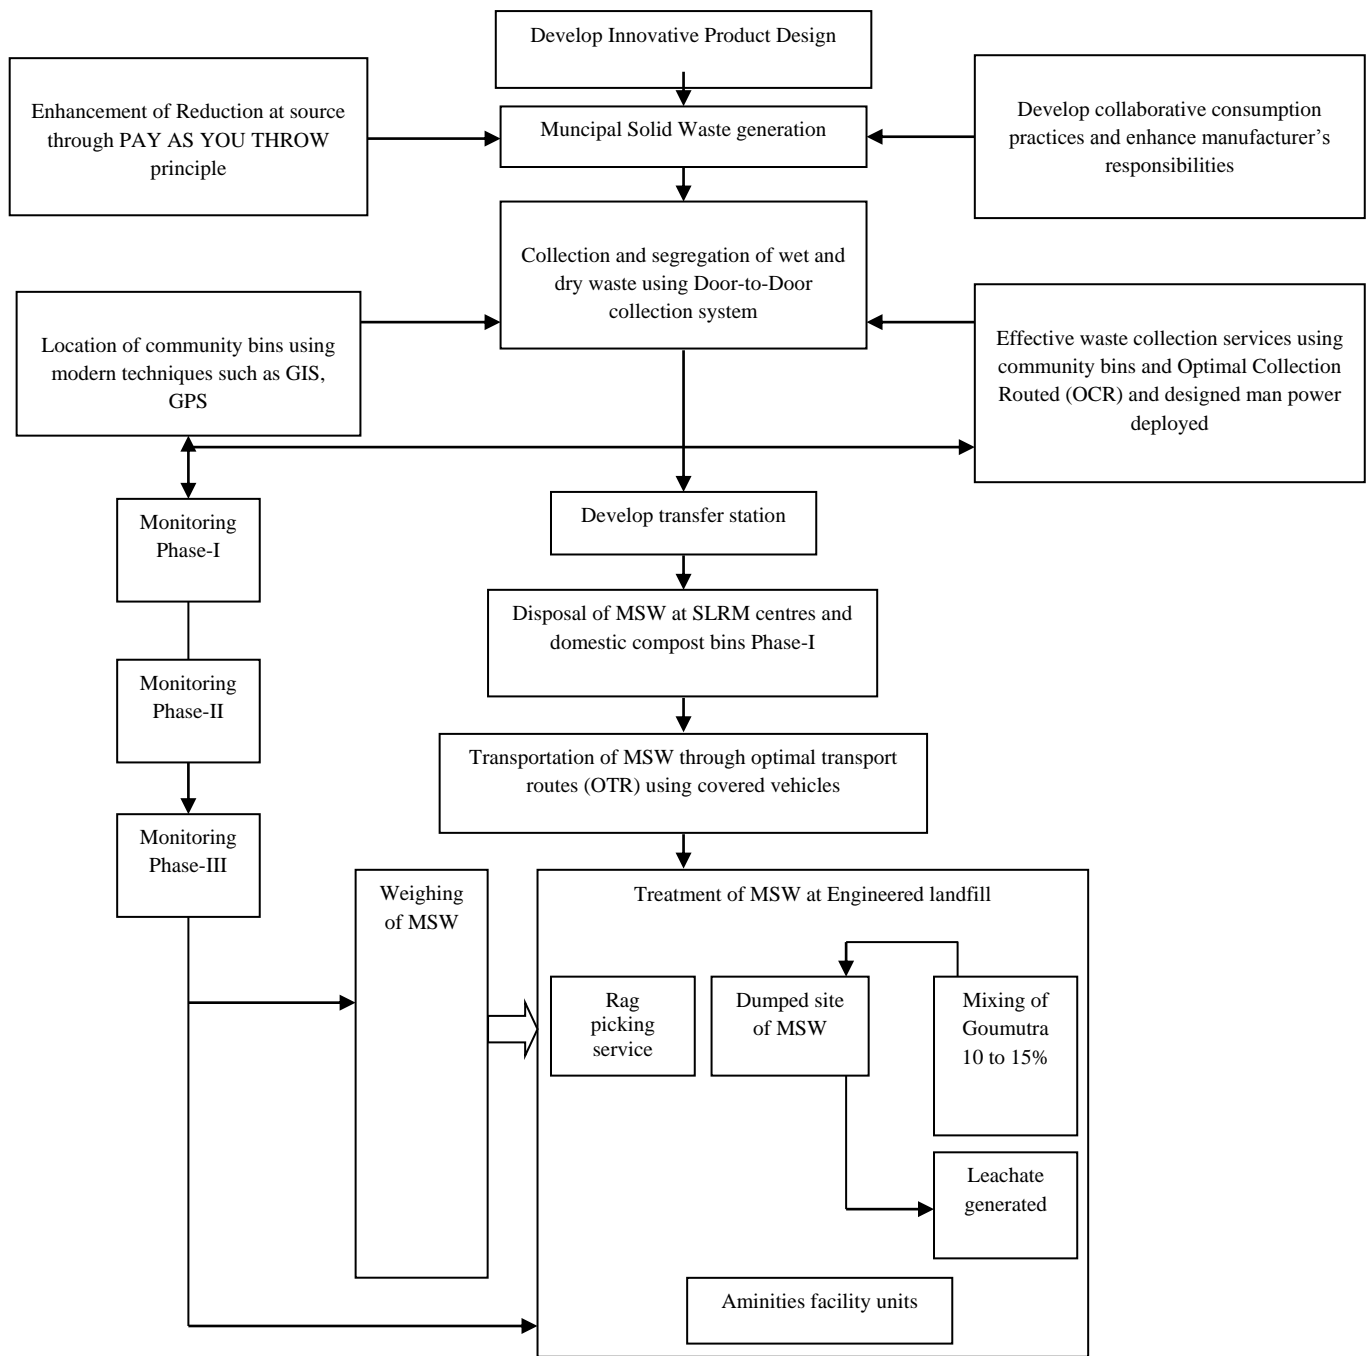 Develop Innovative Product Design
Enhancement of Reduction at source
through PAY AS YOU THROW
principle
Muncipal Solid Waste generation
Develop collaborative consumption
practices and enhance manufacturer’s
responsibilities
Collection and segregation of wet and
dry waste using Door-to-Door
collection system
Location of community bins using
modern techniques such as GIS,
GPS
Effective waste collection services using
community bins and Optimal Collection
Routed (OCR) and designed man power
deployed
Monitoring
Phase-I
Develop transfer station
Disposal of MSW at SLRM centres and
domestic compost bins Phase-I
Monitoring
Phase-II
Transportation of MSW through optimal transport
routes (OTR) using covered vehicles
Monitoring
Phase-III
Weighing
of MSW
Treatment of MSW at Engineered landfill
Rag
picking
service
Dumped site
of MSW
Mixing of
Goumutra
10 to 15%
Leachate
generated
Aminities facility units